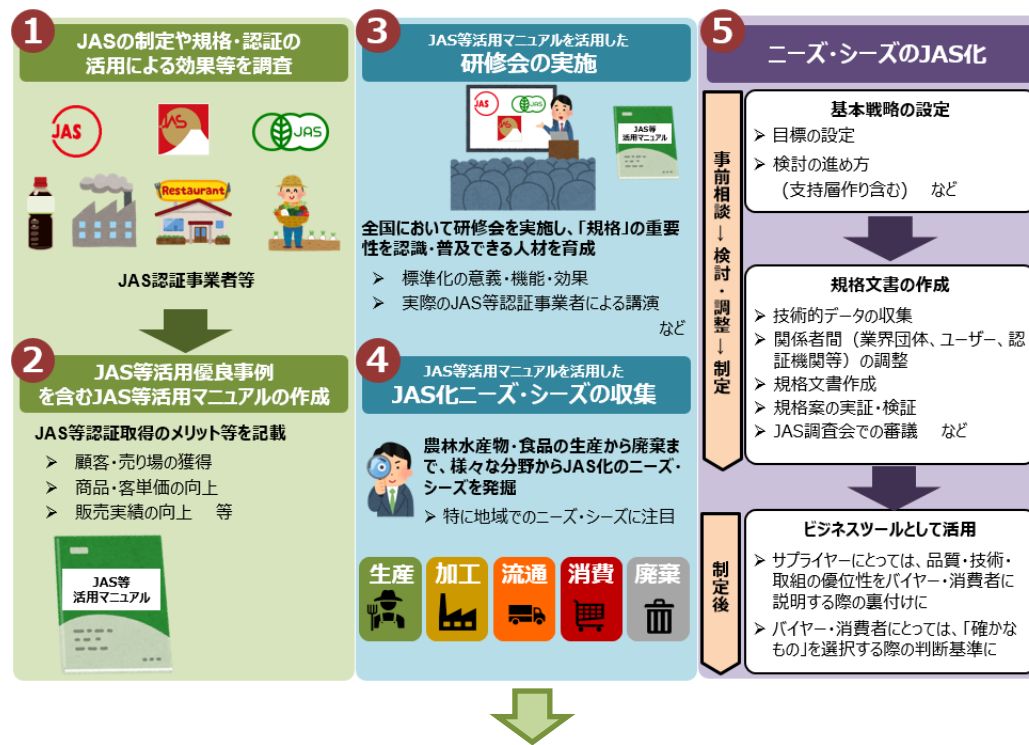 1
JASの制定や規格・認証の
活用による効果等を調査
JAS
JAS
JAS
Restaurant
JAS認証事業者等
2
JAS等活用優良事例
を含むJAS等活用マニュアルの作成
JAS等認証取得のメリット等を記載
➢ 顧客・売り場の獲得
➢ 商品・客単価の向上
➢ 販売実績の向上 等
JAS等
活用マニュアル
3
JAS等活用マニュアルを活用した
研修会の実施
JAS
JAS
JAS
JAS等
活用マニュアル
全国において研修会を実施し、「規格」の重要
性を認識・普及できる人材を育成
➢ 標準化の意義・機能・効果
➢ 実際のJAS等認証事業者による講演
など
4
JAS等活用マニュアルを活用した
JAS化ニーズ・シーズの収集
農林水産物・食品の生産から廃棄ま
で、様々な分野からJAS化のニーズ・
シーズを発掘
➢ 特に地域でのニーズ・シーズに注目
生産
加工
流通
消費
廃棄
5
ニーズ・シーズのJAS化
事前相談→検討・調整→制定
基本戦略の設定
➢ 目標の設定
➢ 検討の進め方
(支持層作り含む) など
規格文書の作成
➢ 技術的データの収集
➢ 関係者間（業界団体、ユーザー、認
証機関等）の調整
➢ 規格文書作成
➢ 規格案の実証・検証
➢ JAS調査会での審議 など
制定後
ビジネスツールとして活用
➢ サプライヤーにとっては、品質・技術・
取組の優位性をバイヤー・消費者に
説明する際の裏付けに
➢ バイヤー・消費者にとっては、「確かな
もの」を選択する際の判断基準に